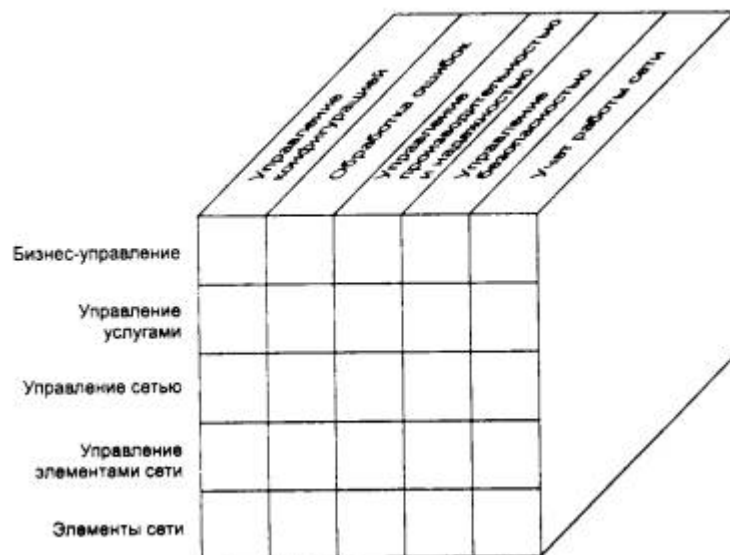 Управление
конфигурацией
Обработка ошибок
Управление
производительностью
и надежностью
Управление
безопасностью
Учет работы сети
Бизнес-управление
Управление
услугами
Управление сетью
Управление
элементами сети
Элементы сети